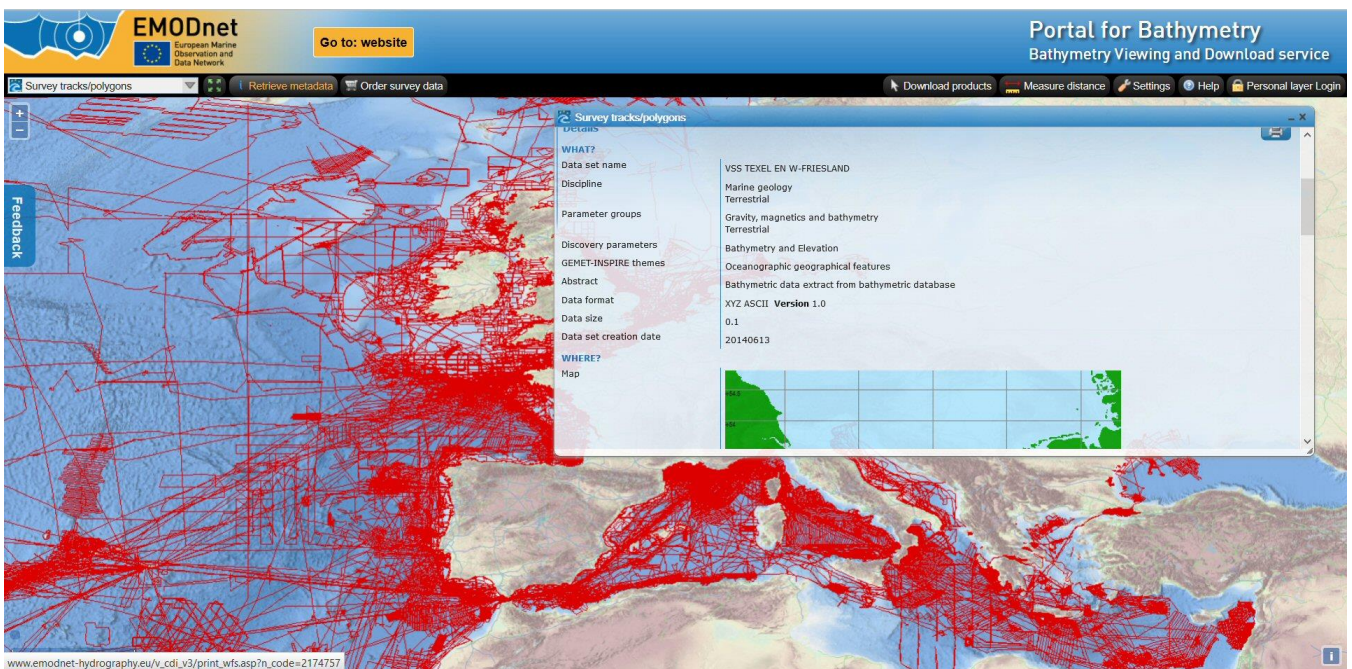 EMODnet
European Marine
Observation and
Data Network
Go to: website
Portal for Bathymetry
Bathymetry Viewing and Download service
Survey tracks/polygons
i Retrieve metadata
Order survey data
Download products
Measure distance
Settings
Help
Personal layer Login
+
-
Feedback
Survey tracks/polygons
Details
WHAT?
Data set name VSS TEXEL EN W-FRIESLAND
Discipline Marine geology
Terrestrial
Parameter groups Gravity, magnetics and bathymetry
Terrestrial
Discovery parameters Bathymetry and Elevation
GEMET-INSPIRE themes Oceanographic geographical features
Abstract Bathymetric data extract from bathymetric database
Data format XYZ ASCII Version 1.0
Data size 0.1
Data set creation date 20140613
WHERE?
Map
+54.5
+54
www.emodnet-hydrography.eu/v_cdi_v3/print_wfs.asp?n_code=2174757
i